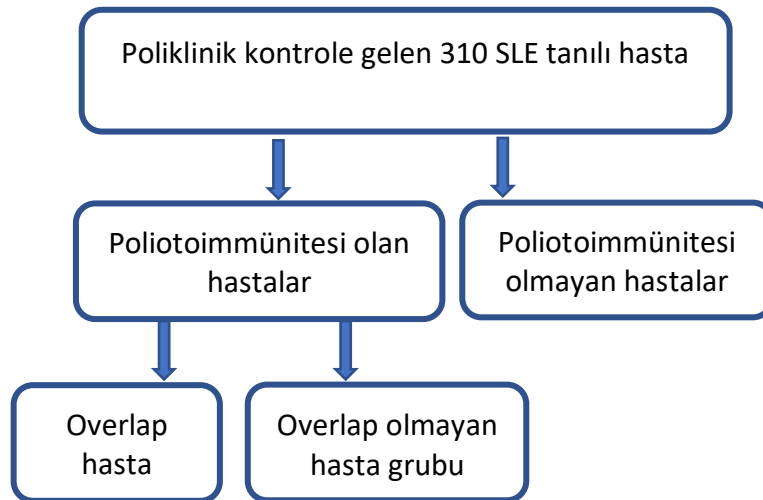 Poliklinik kontrole gelen 310 SLE tanılı hasta
Poliotoimmünitesi olan
hastalar
Poliotoimmünitesi
olmayan hastalar
Overlap
hasta
Overlap olmayan
hasta grubu